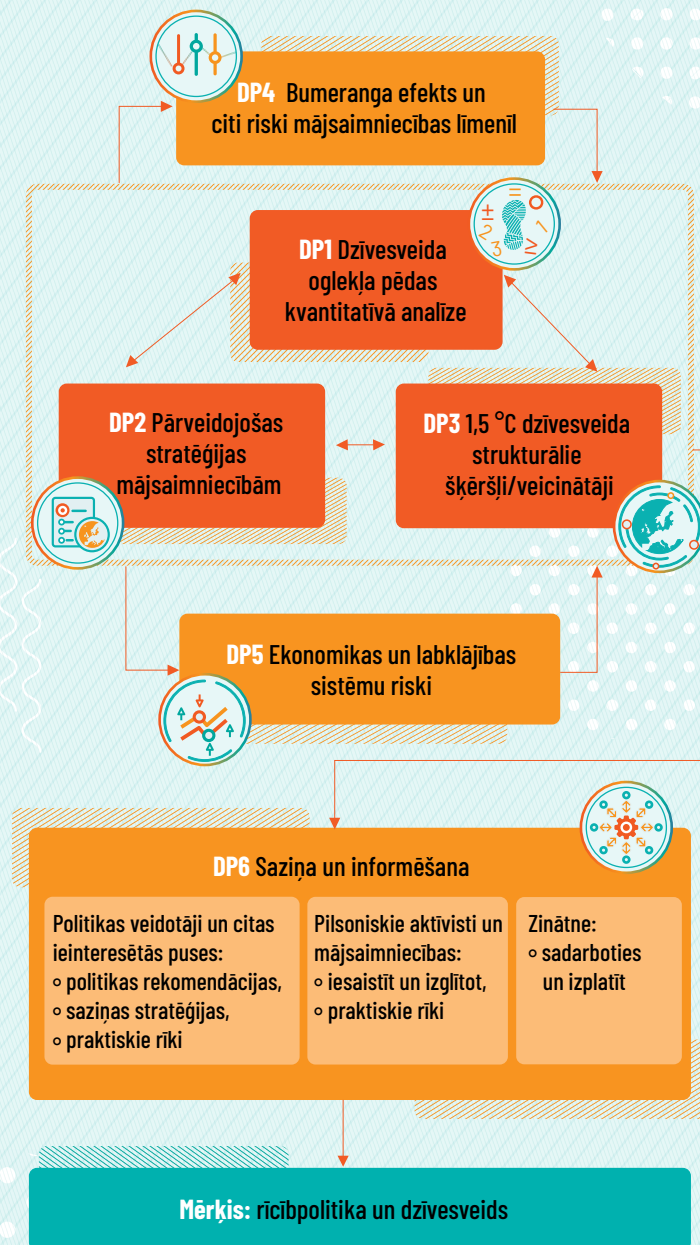 DP4 Bumeranga efekts un
citi riski mājsaimniecības līmenīl
DP1 Dzīvesveida
oglekļa pēdas
kvantitatīvā analīze
DP2 Pārveidojošas
stratēģijas
mājsaimniecībām
DP3 1,5 °C dzīvesveida
strukturālie
šķēršļi/veicinātāji
DP5 Ekonomikas un labklājības
sistēmu riski
DP6 Saziņa un informēšana
Politikas veidotāji un citas
ieinteresētās puses:
politikas rekomendācijas,
saziņas stratēģijas,
praktiskie rīki
Pilsoniskie aktīvisti un
mājsaimniecības:
iesaistīt un izglītot,
praktiskie rīki
Zinātne:
sadarboties
un izplatīt
Mērķis: rīcībpolitika un dzīvesveids